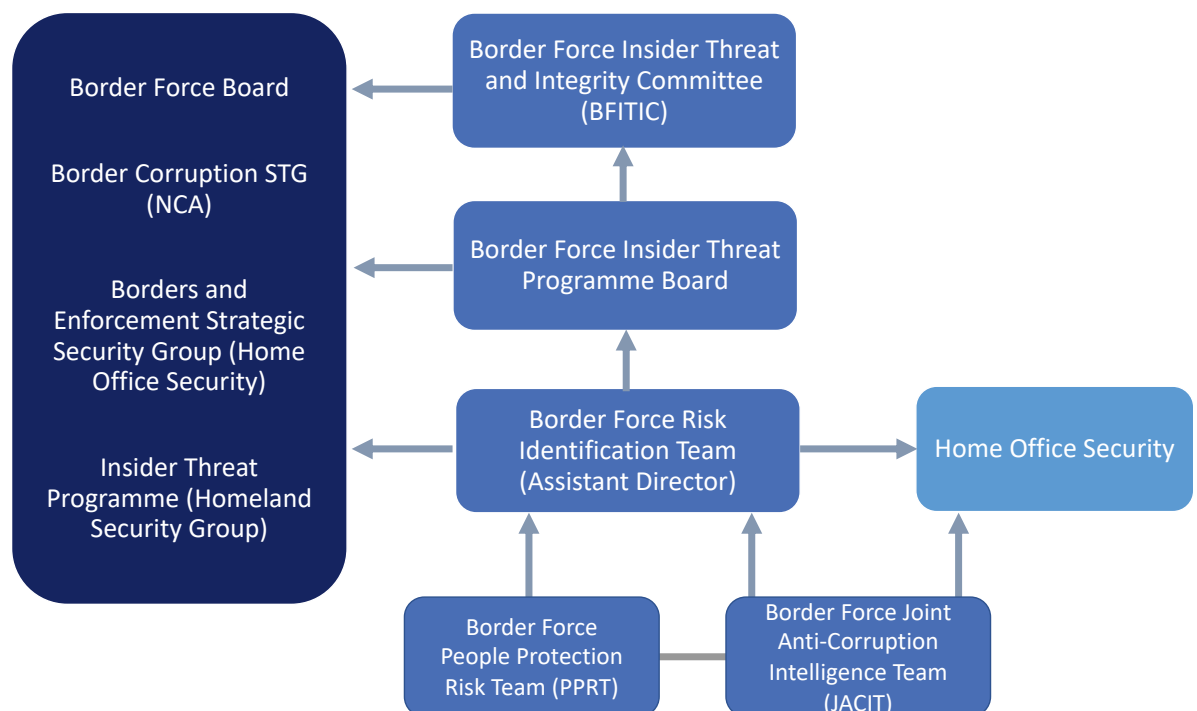 Border Force Board
Border Corruption STG
(NCA)
Borders and
Enforcement Strategic
Security Group (Home
Office Security)
Insider Threat
Programme (Homeland
Security Group)
Border Force Insider Threat
and Integrity Committee
(BFITIC)
Border Force Insider Threat
Programme Board
Border Force Risk
Identification Team
(Assistant Director)
Home Office Security
Border Force
People Protection
Risk Team (PPRT)
Border Force Joint
Anti-Corruption
Intelligence Team
(JACIT)